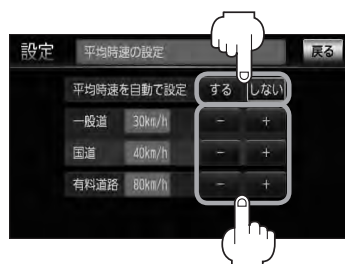 設定 平均時速の設定 戻る
平均時速を自動で設定 する しない
一般道 30km/h － ＋
国道 40km/h － ＋
有料道路 80km/h － ＋